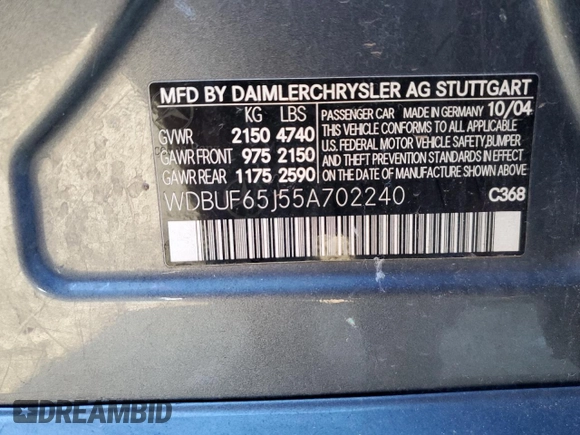 MFD BY DAIMLERCHRYSLER AG STUTTGART
KG LBS
GVWR 2150 4740
GAWR FRONT 975 2150
GAWR REAR 1175 2590
PASSENGER CAR MADE IN GERMANY 10/04
THIS VEHICLE CONFORMS TO ALL APPLICABLE
U.S. FEDERAL MOTOR VEHICLE SAFETY, BUMPER
AND THEFT PREVENTION STANDARDS IN EFFECT
ON THE DATE OF MANUFACTURE SHOWN ABOVE
WDBUF65J55A702240 C368
DREAMBID